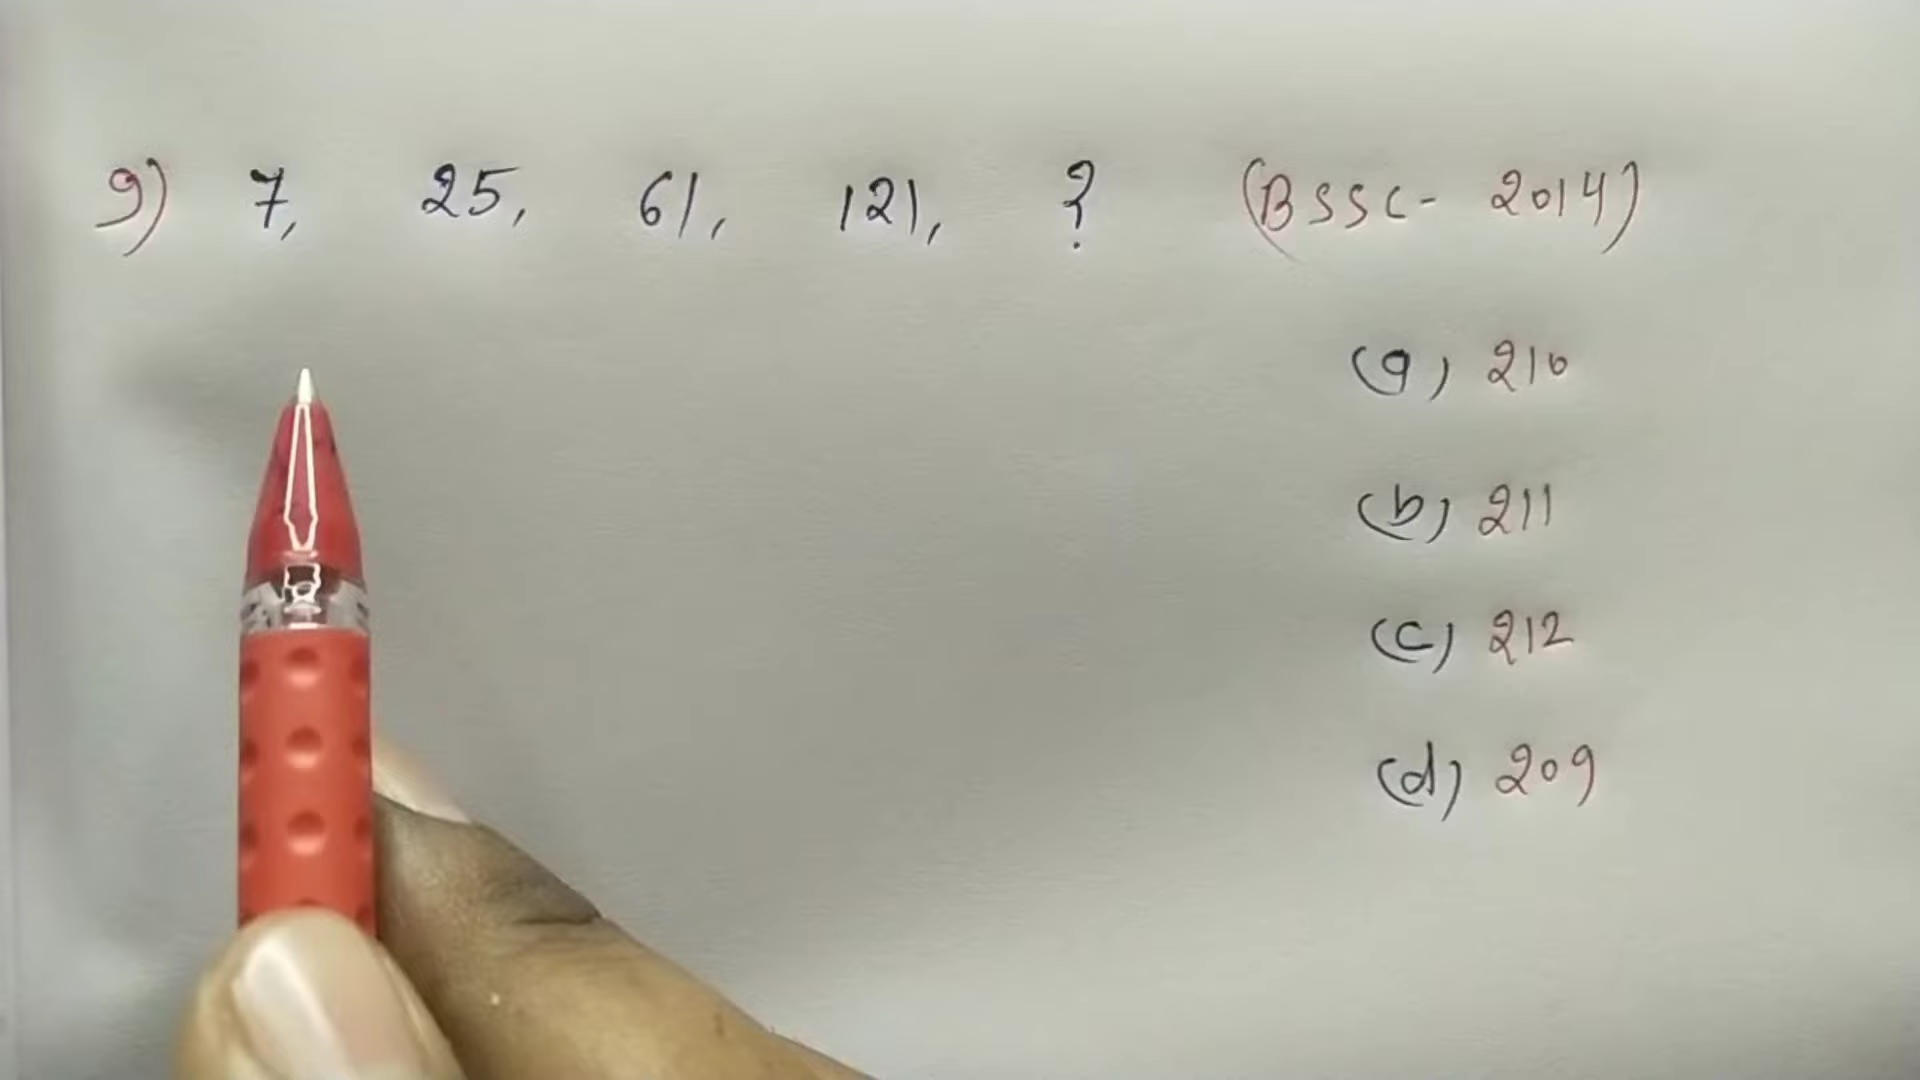 9) 7, 25, 61, 121, ? (BSSC- 2014)
(a) 210
(b) 211
(c) 212
(d) 209